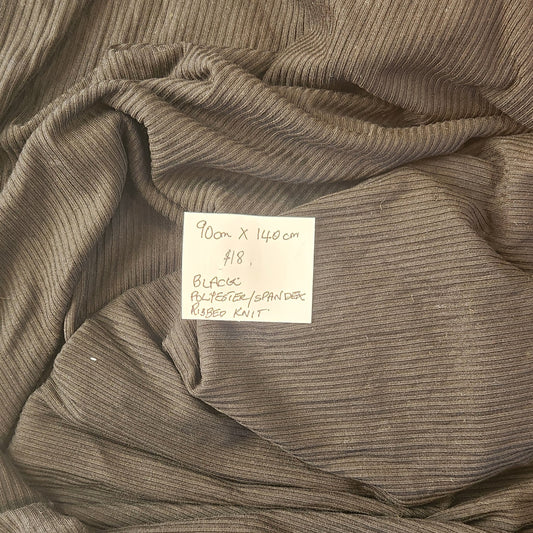 90cm X 140cm
$18.
BLACK
POLYESTER/SPANDEX
RIBBED KNIT